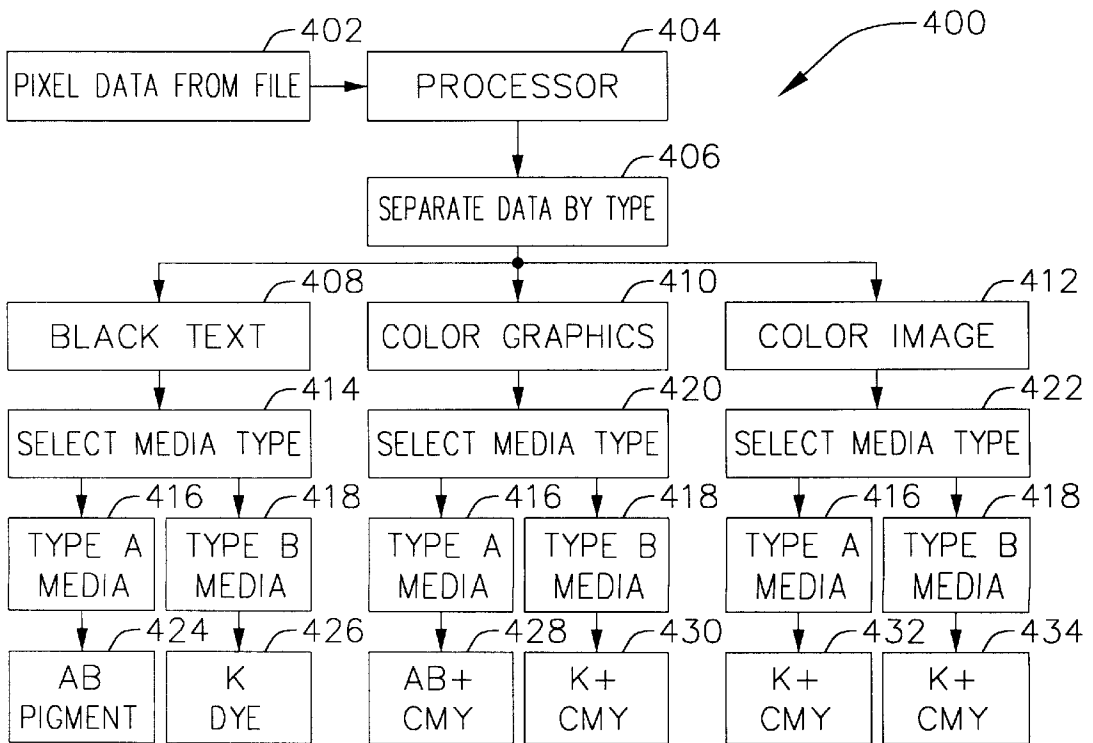 402
404
400
PIXEL DATA FROM FILE
PROCESSOR
406
SEPARATE DATA BY TYPE
408
410
412
BLACK TEXT
COLOR GRAPHICS
COLOR IMAGE
414
420
422
SELECT MEDIA TYPE
SELECT MEDIA TYPE
SELECT MEDIA TYPE
416
418
416
418
416
418
TYPE A
MEDIA
TYPE B
MEDIA
TYPE A
MEDIA
TYPE B
MEDIA
TYPE A
MEDIA
TYPE B
MEDIA
424
426
428
430
432
434
AB
PIGMENT
K
DYE
AB+
CMY
K+
CMY
K+
CMY
K+
CMY